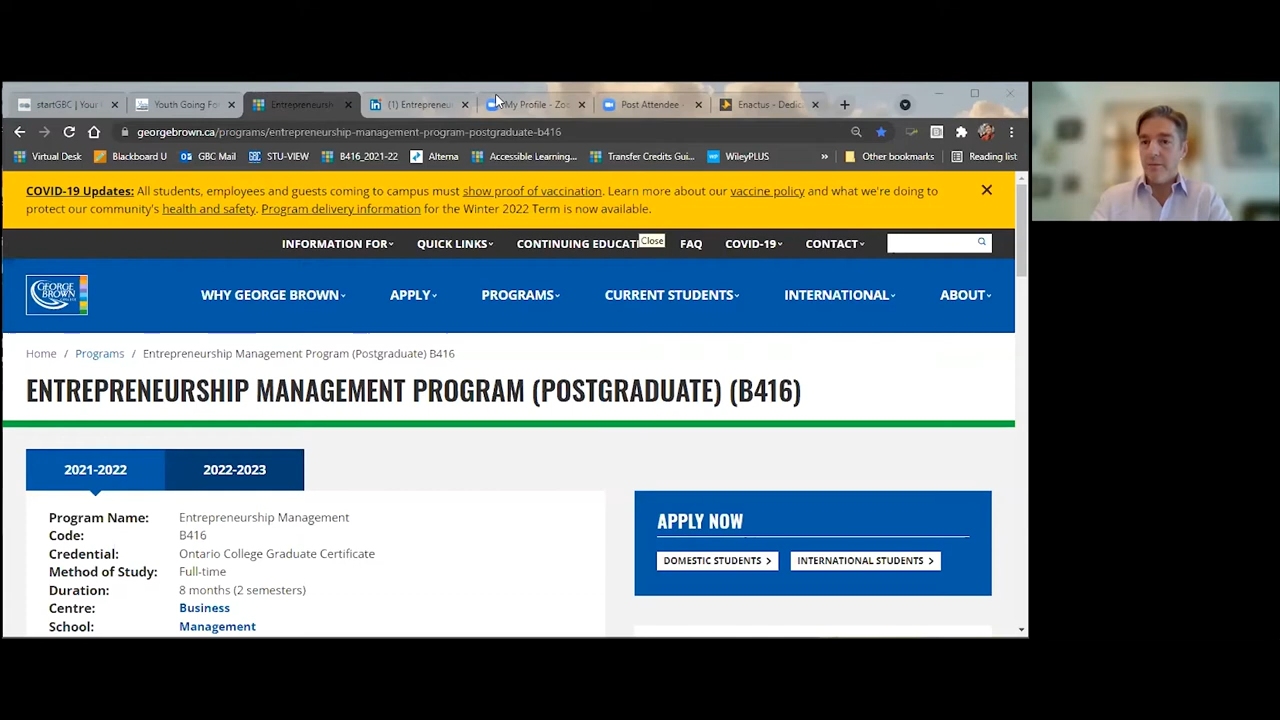 startGBC | Your
Youth Going Fo
Entrepreneursh
(1) Entrepreneu
My Profile - Zoo
Post Attendee -
Enactus - Dedic
georgebrown.ca/programs/entrepreneurship-management-program-postgraduate-b416
Virtual Desk
Blackboard U
GBC Mail
STU-VIEW
B416_2021-22
Alterna
Accessible Learning...
Transfer Credits Gui...
WileyPLUS
»
Other bookmarks
Reading list
COVID-19 Updates: All students, employees and guests coming to campus must show proof of vaccination. Learn more about our vaccine policy and what we're doing to
protect our community's health and safety. Program delivery information for the Winter 2022 Term is now available.
INFORMATION FOR
QUICK LINKS
CONTINUING EDUCATI
Close
FAQ
COVID-19
CONTACT
GEORGE
BROWN
COLLEGE
WHY GEORGE BROWN
APPLY
PROGRAMS
CURRENT STUDENTS
INTERNATIONAL
ABOUT
Home / Programs / Entrepreneurship Management Program (Postgraduate) B416
ENTREPRENEURSHIP MANAGEMENT PROGRAM (POSTGRADUATE) (B416)
2021-2022
2022-2023
Program Name: Entrepreneurship Management
Code: B416
Credential: Ontario College Graduate Certificate
Method of Study: Full-time
Duration: 8 months (2 semesters)
Centre: Business
School: Management
APPLY NOW
DOMESTIC STUDENTS
INTERNATIONAL STUDENTS